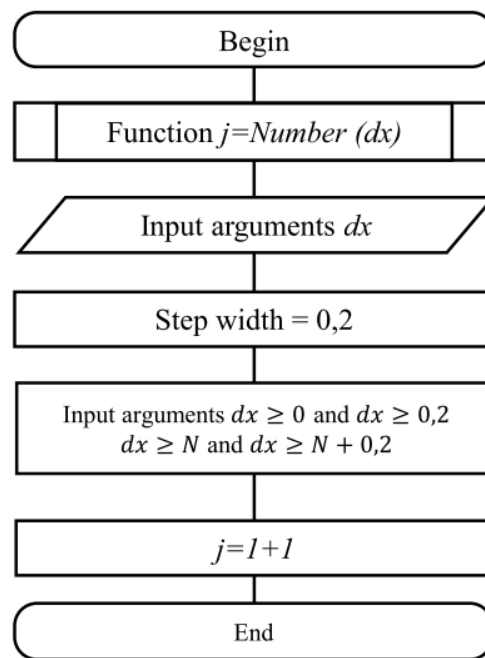 Begin
Function j=Number (dx)
Input arguments dx
Step width = 0,2
Input arguments dx ≥ 0 and dx ≥ 0,2
dx ≥ N and dx ≥ N + 0,2
j=1+1
End